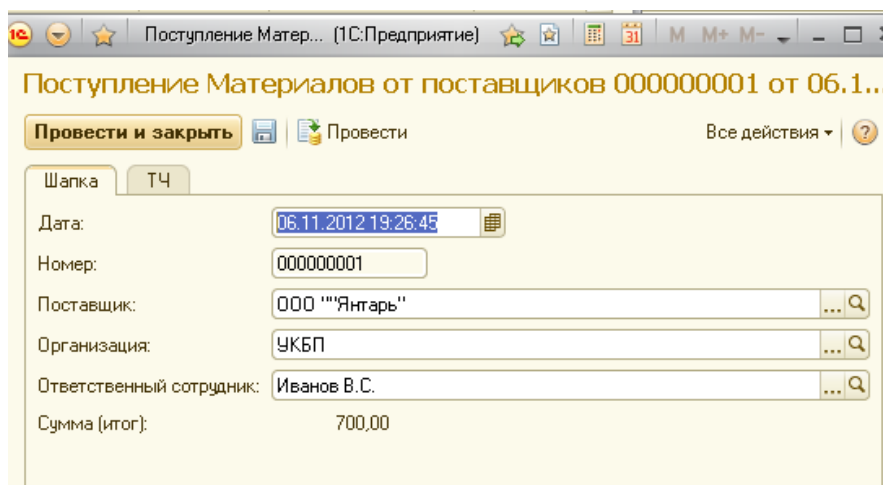 1С Поступление Матер... (1С:Предприятие) 31 M M+ M-
Поступление Материалов от поставщиков 000000001 от 06.1...
Провести и закрыть Провести Все действия ?
Шапка ТЧ
Дата: 06.11.2012 19:26:45
Номер: 000000001
Поставщик: ООО ""Янтарь" ...
Организация: УКБП ...
Ответственный сотрудник: Иванов В.С. ...
Сумма (итог): 700,00